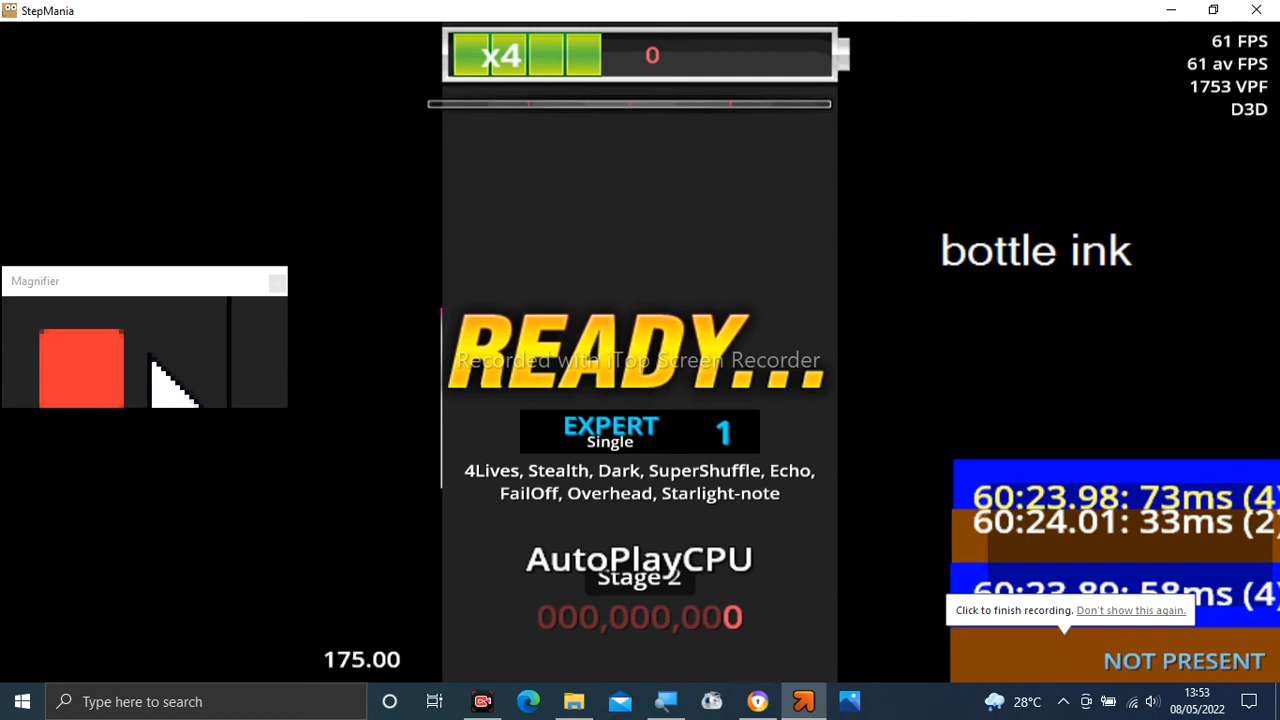 StepMania
x4
0
61 FPS
61 av FPS
1753 VPF
D3D
bottle ink
Magnifier
READY...
Recorded with iTop Screen Recorder
EXPERT 1
Single
4Lives, Stealth, Dark, SuperShuffle, Echo,
FailOff, Overhead, Starlight-note
AutoPlayCPU
Stage 2
000,000,000
175.00
60:23.98: 73ms (4)
60:24.01: 33ms (2)
60:23.89: 58ms (4)
Click to finish recording. Don't show this again.
NOT PRESENT
Type here to search
28°C
13:53
08/05/2022